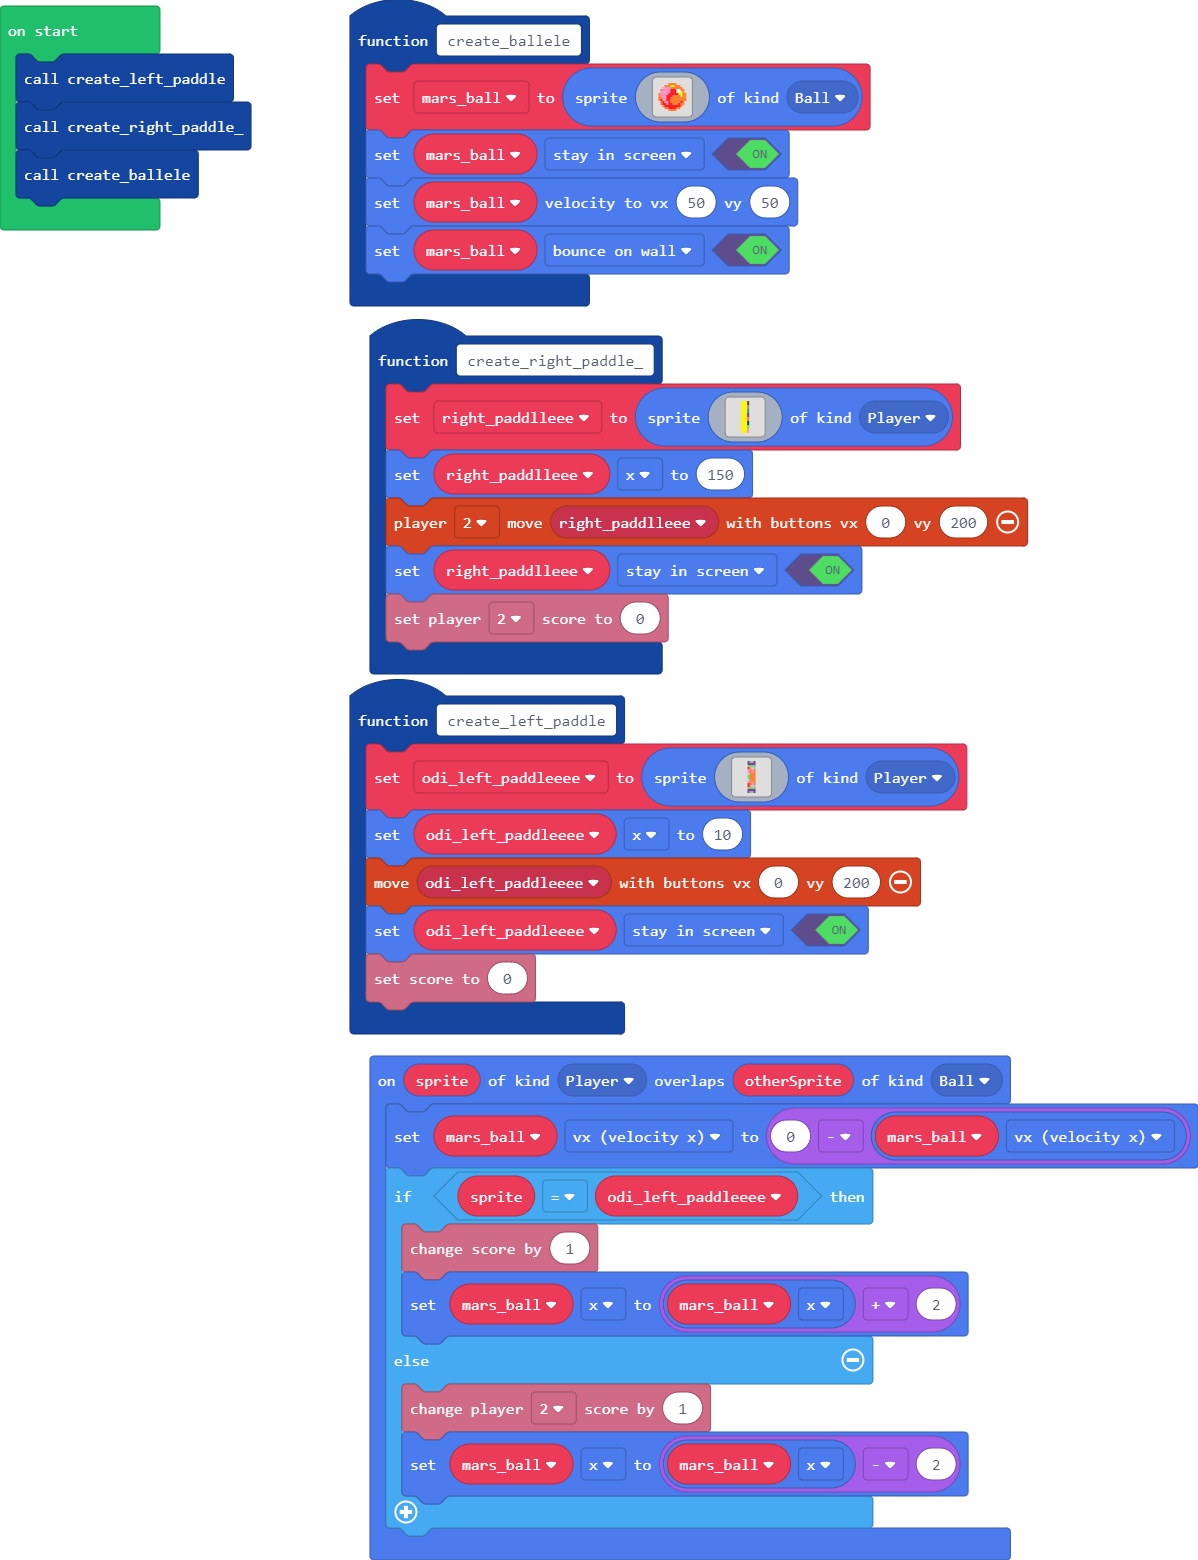 on start
call create_left_paddle
call create_right_paddle_
call create_ballele
function create_ballele
set mars_ball to sprite of kind Ball
set mars_ball stay in screen ON
set mars_ball velocity to vx 50 vy 50
set mars_ball bounce on wall ON
function create_right_paddle_
set right_paddlleee to sprite of kind Player
set right_paddlleee x to 150
player 2 move right_paddlleee with buttons vx 0 vy 200
set right_paddlleee stay in screen ON
set player 2 score to 0
function create_left_paddle
set odi_left_paddleeee to sprite of kind Player
set odi_left_paddleeee x to 10
move odi_left_paddleeee with buttons vx 0 vy 200
set odi_left_paddleeee stay in screen ON
set score to 0
on sprite of kind Player overlaps otherSprite of kind Ball
set mars_ball vx (velocity x) to 0 - mars_ball vx (velocity x)
if sprite = odi_left_paddleeee then
change score by 1
set mars_ball x to mars_ball x + 2
else
change player 2 score by 1
set mars_ball x to mars_ball x - 2